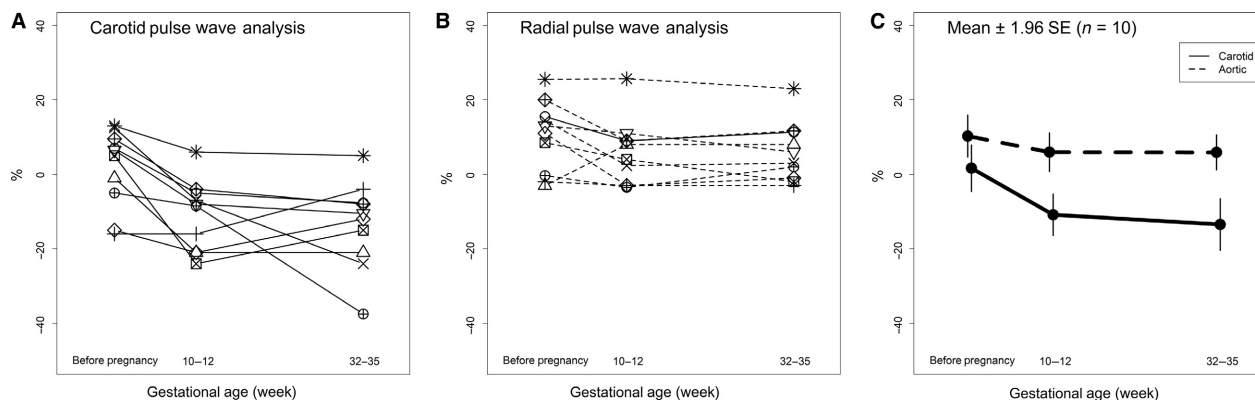 A
Carotid pulse wave analysis
40
20
0
-20
-40
%
Before pregnancy
10–12
32–35
Gestational age (week)
B
Radial pulse wave analysis
40
20
0
-20
-40
%
Before pregnancy
10–12
32–35
Gestational age (week)
C
Mean ± 1.96 SE (n = 10)
Carotid
Aortic
40
20
0
-20
-40
%
Before pregnancy
10–12
32–35
Gestational age (week)